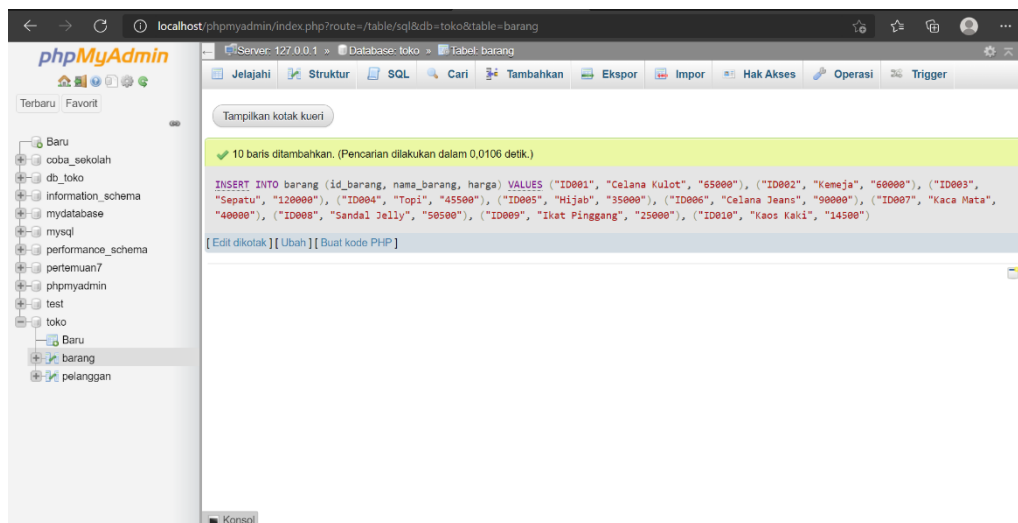 localhost/phpmyadmin/index.php?route=/table/sql&db=toko&table=barang
phpMyAdmin
Server: 127.0.0.1 » Database: toko » Tabel: barang
Jelajahi Struktur SQL Cari Tambahkan Ekspor Impor Hak Akses Operasi Trigger
Terbaru Favorit
Tampilkan kotak kueri
Baru
coba_sekolah
db_toko
information_schema
mydatabase
mysql
performance_schema
pertemuan7
phpmyadmin
test
toko
Baru
barang
pelanggan
10 baris ditambahkan. (Pencarian dilakukan dalam 0,0106 detik.)
INSERT INTO barang (id_barang, nama_barang, harga) VALUES ("ID001", "Celana Kulot", "65000"), ("ID002", "Kemeja", "60000"), ("ID003",
"Sepatu", "120000"), ("ID004", "Topi", "45500"), ("ID005", "Hijab", "35000"), ("ID006", "Celana Jeans", "90000"), ("ID007", "Kaca Mata",
"40000"), ("ID008", "Sandal Jelly", "50500"), ("ID009", "Ikat Pinggang", "25000"), ("ID010", "Kaos Kaki", "14500")
[ Edit dikotak ] [ Ubah ] [ Buat kode PHP ]
Konsol